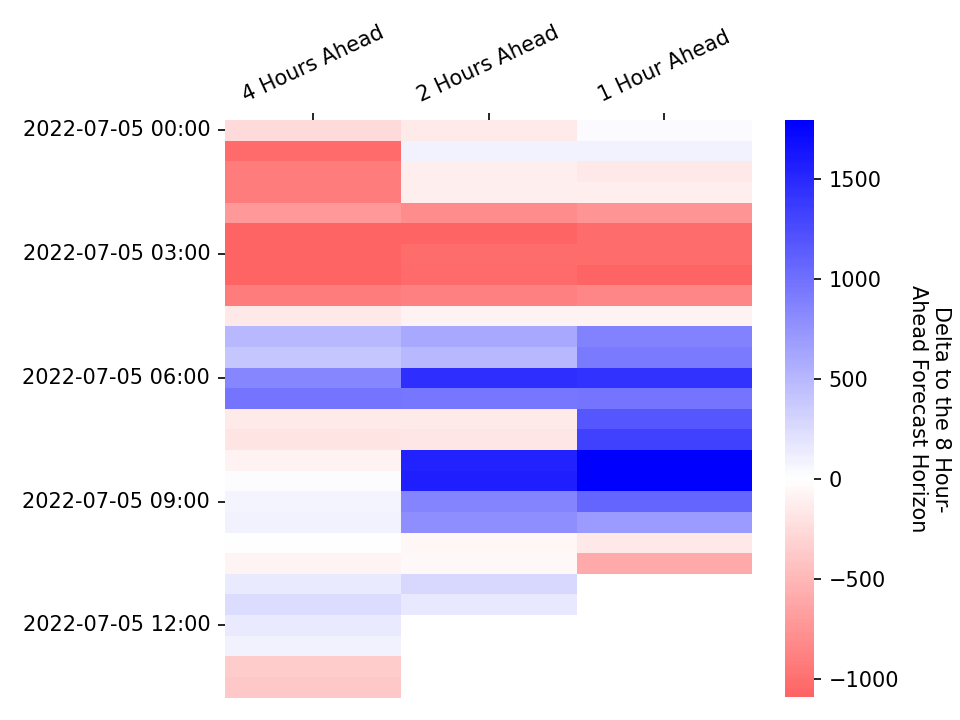 4 Hours Ahead
2 Hours Ahead
1 Hour Ahead
2022-07-05 00:00
2022-07-05 03:00
2022-07-05 06:00
2022-07-05 09:00
2022-07-05 12:00
1500
1000
500
0
−500
−1000
Delta to the 8 Hour-
Ahead Forecast Horizon